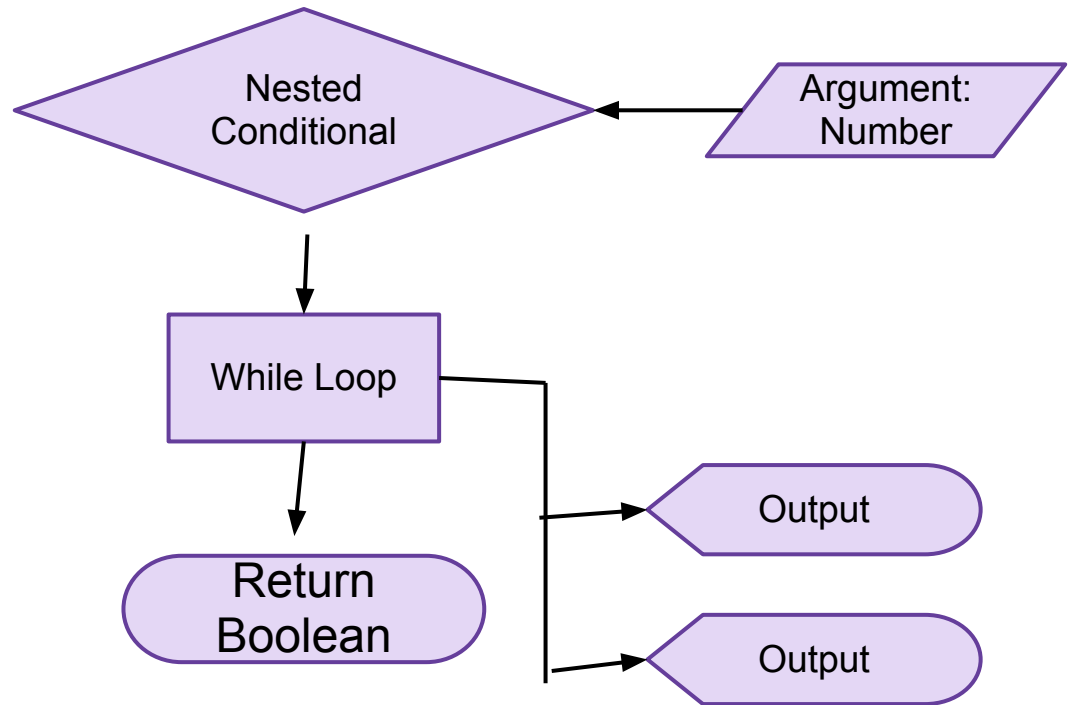 Nested
Conditional
Argument:
Number
While Loop
Output
Return
Boolean
Output